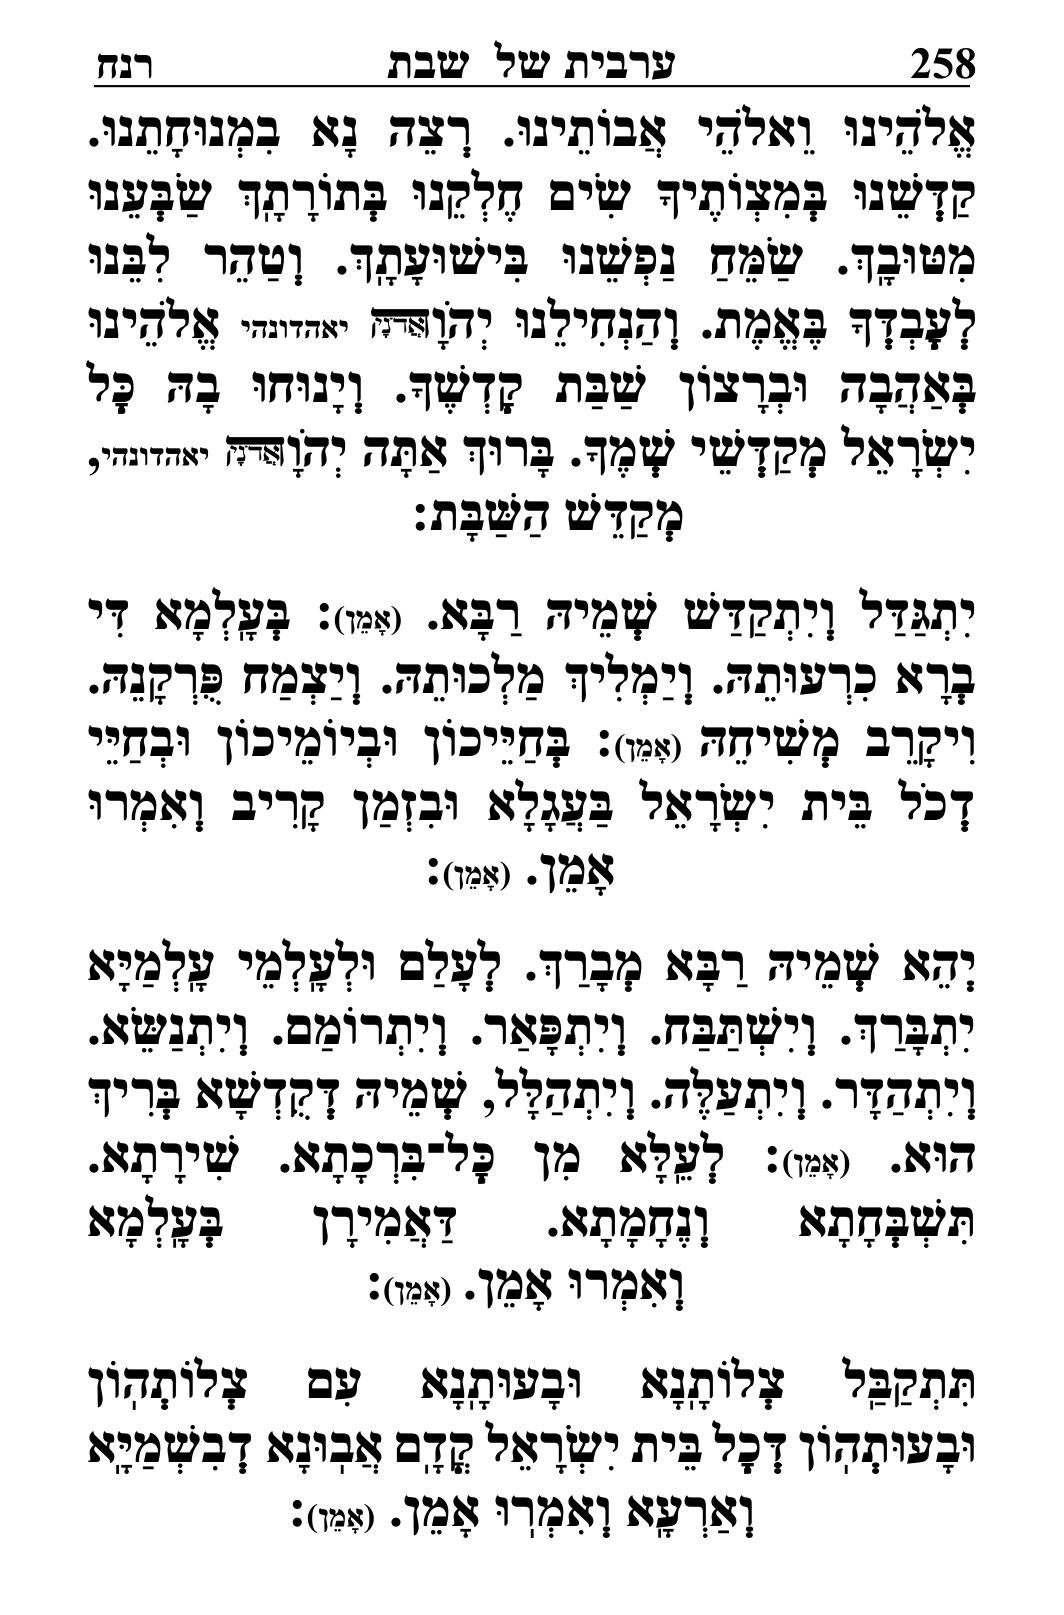 258 ערבית של שבת רנח
אֱלֹהֵינוּ וֵאלֹהֵי אֲבוֹתֵינוּ. רְצֵה נָא בִמְנוּחָתֵנוּ.
קַדְּשֵׁנוּ בְּמִצְוֹתֶיךָ שִׂים חֶלְקֵנוּ בְּתוֹרָתָךְ שַׂבְּעֵנוּ
מִטּוּבָךְ. שַׂמֵּחַ נַפְשֵׁנוּ בִּישׁוּעָתָךְ. וְטַהֵר לִבֵּנוּ
לְעָבְדְּךָ בֶּאֱמֶת. וְהַנְחִילֵנוּ יְהֹוָאֲדֹנָיָ יאהדונהי אֱלֹהֵינוּ
בְּאַהֲבָה וּבְרָצוֹן שַׁבַּת קָדְשֶׁךָ. וְיָנוּחוּ בָהּ כָּל
יִשְׂרָאֵל מְקַדְּשֵׁי שְׁמֶךָ. בָּרוּךְ אַתָּה יְהֹוָאֲדֹנָי יאהדונהי,
מְקַדֵּשׁ הַשַּׁבָּת:
יִתְגַּדַּל וְיִתְקַדַּשׁ שְׁמֵיהּ רַבָּא. (אָמֵן): בְּעָלְמָא דִּי
בְרָא כִרְעוּתֵהּ. וְיַמְלִיךְ מַלְכוּתֵהּ. וְיַצְמַח פֻּרְקָנֵהּ.
וִיקָרֵב מְשִׁיחֵהּ (אָמֵן): בְּחַיֵּיכוֹן וּבְיוֹמֵיכוֹן וּבְחַיֵּי
דְכֹל בֵּית יִשְׂרָאֵל בַּעֲגָלָא וּבִזְמַן קָרִיב וְאִמְרוּ
אָמֵן. (אָמֵן):
יְהֵא שְׁמֵיהּ רַבָּא מְבָרַךְ. לְעָלַם וּלְעָלְמֵי עָלְמַיָּא
יִתְבָּרַךְ. וְיִשְׁתַּבַּח. וְיִתְפָּאַר. וְיִתְרוֹמַם. וְיִתְנַשֵּׂא.
וְיִתְהַדָּר. וְיִתְעַלֶּה. וְיִתְהַלָּל, שְׁמֵיהּ דְּקֻדְשָׁא בְּרִיךְ
הוּא. (אָמֵן): לְעֵלָּא מִן כָּל־בִּרְכָתָא. שִׁירָתָא.
תִּשְׁבְּחָתָא וְנֶחָמָתָא. דַּאֲמִירָן בְּעָלְמָא
וְאִמְרוּ אָמֵן. (אָמֵן):
תִּתְקַבַּל צְלוֹתָנָא וּבָעוּתָנָא עִם צְלוֹתְהוֹן
וּבָעוּתְהוֹן דְּכָל בֵּית יִשְׂרָאֵל קֳדָם אֲבוּנָא דְבִשְׁמַיָּא
וְאַרְעָא וְאִמְרוּ אָמֵן. (אָמֵן):